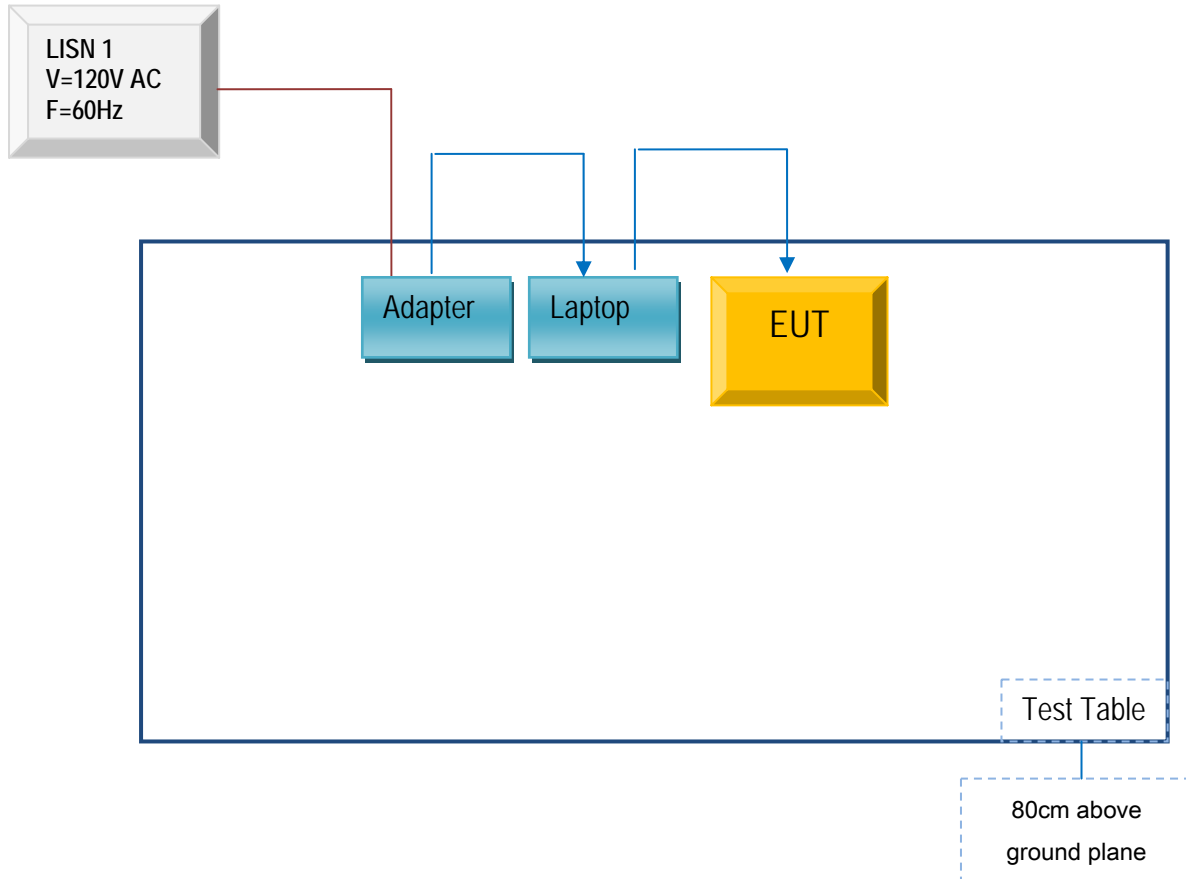 LISN 1
V=120V AC
F=60Hz
Adapter
Laptop
EUT
Test Table
80cm above
ground plane